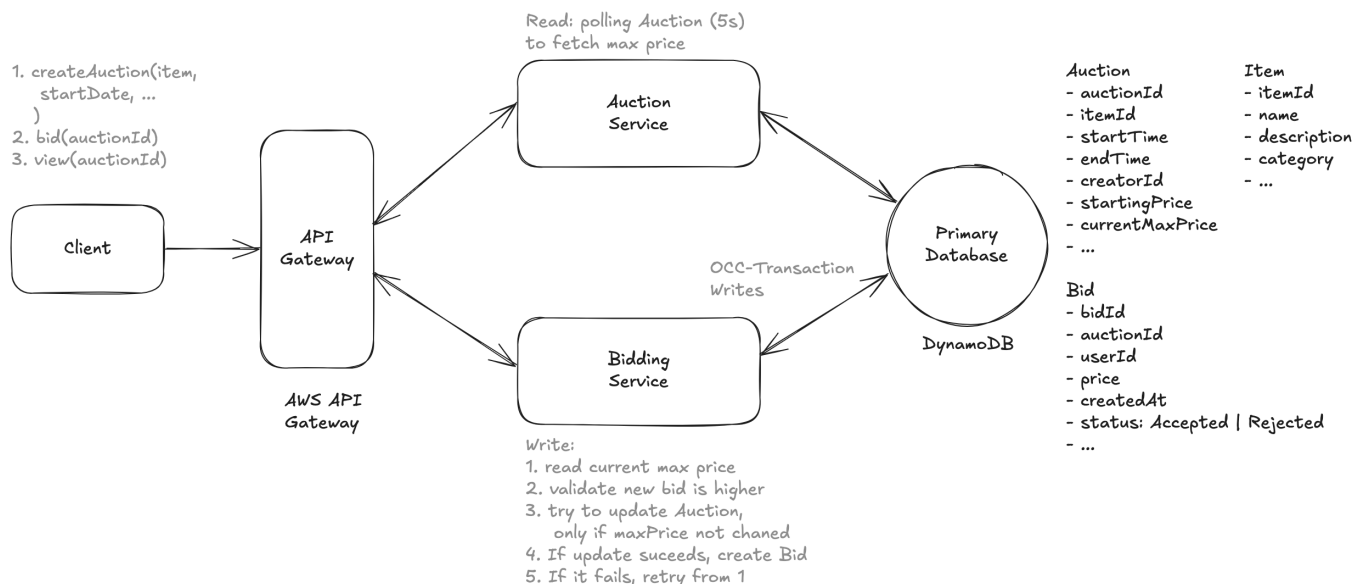 Read: polling Auction (5s)
to fetch max price
1. createAuction(item,
startDate, ...
)
2. bid(auctionId)
3. view(auctionId)
Client
API
Gateway
AWS API
Gateway
Auction
Service
OCC-Transaction
Writes
Bidding
Service
Write:
1. read current max price
2. validate new bid is higher
3. try to update Auction,
only if maxPrice not chaned
4. If update suceeds, create Bid
5. If it fails, retry from 1
Primary
Database
DynamoDB
Auction
- auctionId
- itemId
- startTime
- endTime
- creatorId
- startingPrice
- currentMaxPrice
- ...
Item
- itemId
- name
- description
- category
- ...
Bid
- bidId
- auctionId
- userId
- price
- createdAt
- status: Accepted | Rejected
- ...